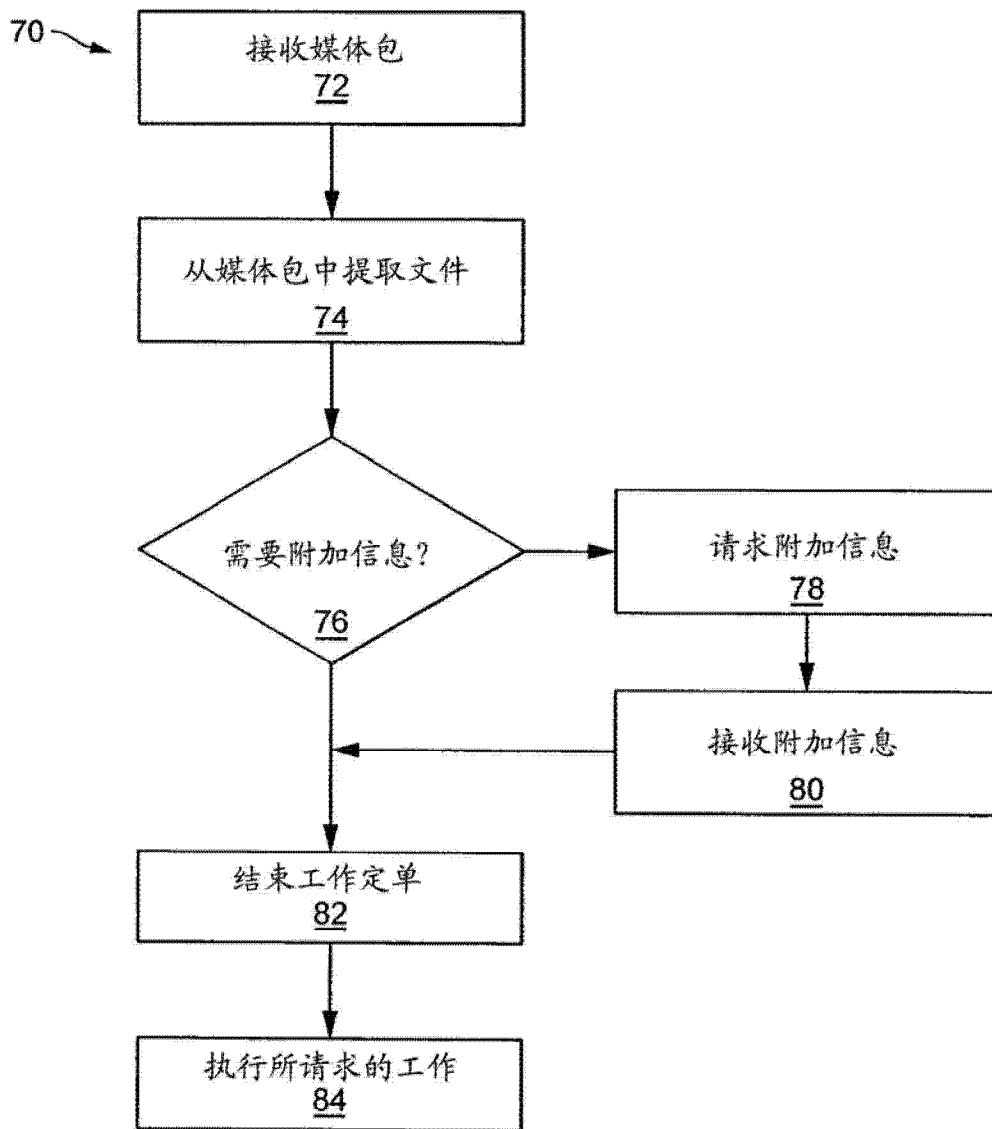 70
接收媒体包
72
从媒体包中提取文件
74
需要附加信息?
76
请求附加信息
78
接收附加信息
80
结束工作定单
82
执行所请求的工作
84